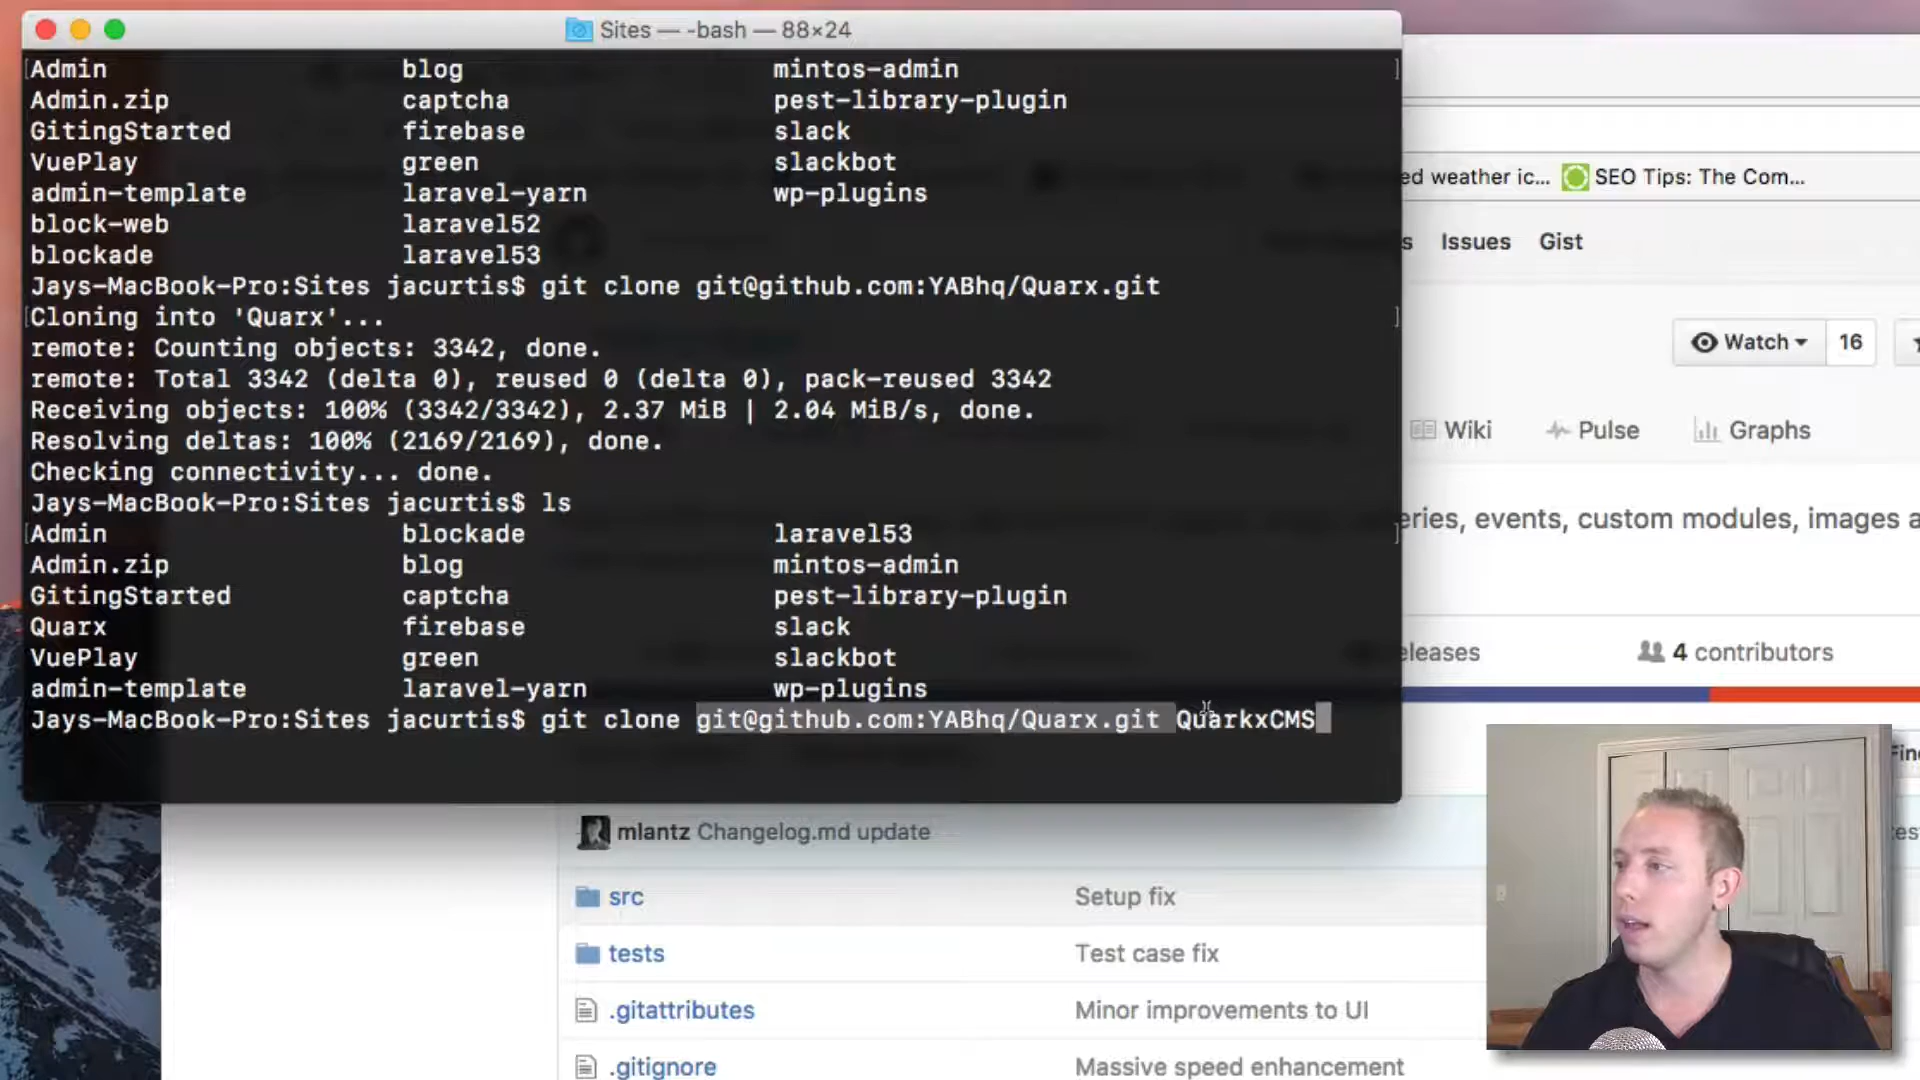 Sites — -bash — 88×24
Admin blog mintos-admin
Admin.zip captcha pest-library-plugin
GitingStarted firebase slack
VuePlay green slackbot
admin-template laravel-yarn wp-plugins
block-web laravel52
blockade laravel53
Jays-MacBook-Pro:Sites jacurtis$ git clone git@github.com:YABhq/Quarx.git
Cloning into 'Quarx'...
remote: Counting objects: 3342, done.
remote: Total 3342 (delta 0), reused 0 (delta 0), pack-reused 3342
Receiving objects: 100% (3342/3342), 2.37 MiB | 2.04 MiB/s, done.
Resolving deltas: 100% (2169/2169), done.
Checking connectivity... done.
Jays-MacBook-Pro:Sites jacurtis$ ls
Admin blockade laravel53
Admin.zip blog mintos-admin
GitingStarted captcha pest-library-plugin
Quarx firebase slack
VuePlay green slackbot
admin-template laravel-yarn wp-plugins
Jays-MacBook-Pro:Sites jacurtis$ git clone git@github.com:YABhq/Quarx.git QuarkxCMS
weather ic... SEO Tips: The Com...
Issues Gist
Watch 16
Wiki Pulse Graphs
events, custom modules, images
4 contributors
mlantz Changelog.md update
src Setup fix
tests Test case fix
.gitattributes Minor improvements to UI
.gitignore Massive speed enhancement